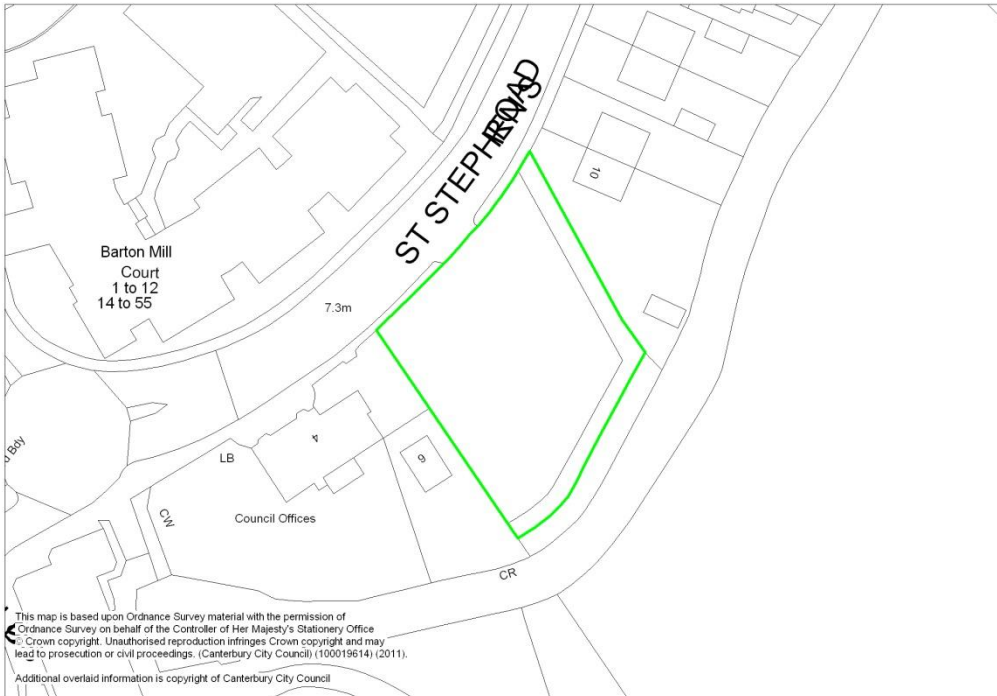 ST STEPHEN'S ROAD
10
Barton Mill
Court
1 to 12
14 to 55
7.3m
4
LB
6
CW
Council Offices
Bdy
CR
This map is based upon Ordnance Survey material with the permission of
Ordnance Survey on behalf of the Controller of Her Majesty's Stationery Office
© Crown copyright. Unauthorised reproduction infringes Crown copyright and may
lead to prosecution or civil proceedings. (Canterbury City Council) (100019614) (2011).
Additional overlaid information is copyright of Canterbury City Council